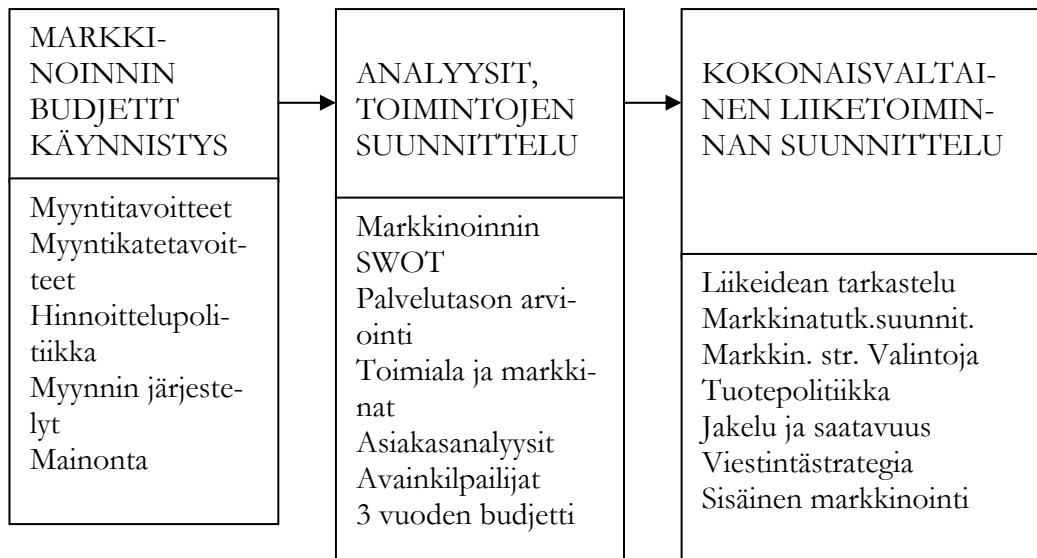 MARKKI-
NOINNIN
BUDJETIT
KÄYNNISTYS
Myyntitavoitteet
Myyntikatetavoit-
teet
Hinnoittelupoli-
tiikka
Myynnin järjeste-
lyt
Mainonta
ANALYYSIT,
TOIMINTOJEN
SUUNNITTELU
Markkinoinnin
SWOT
Palvelutason arvi-
ointi
Toimiala ja markki-
nat
Asiakasanalyysit
Avainkilpailijat
3 vuoden budjetti
KOKONAISVALTAI-
NEN LIIKETOIMIN-
NAN SUUNNITTELU
Liikeidean tarkastelu
Markkinatutk.suunnit.
Markkin. str. Valintoja
Tuotepolitiikka
Jakelu ja saatavuus
Viestintästrategia
Sisäinen markkinointi